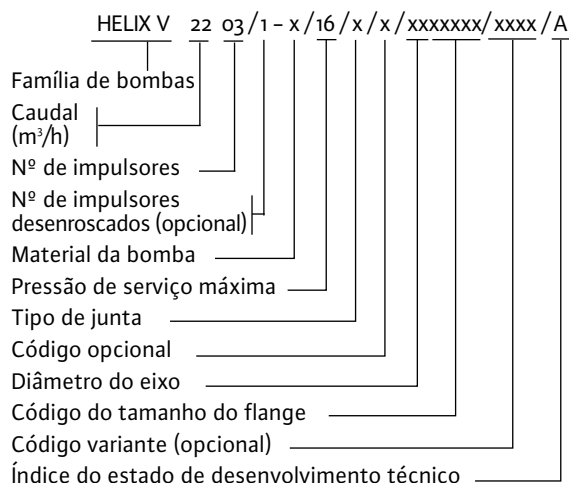 HELIX V 22 03/1 - x/16/x/x/xxxxxxx/xxxx/A
Família de bombas
Caudal
(m³/h)
Nº de impulsores
Nº de impulsores
desenroscados (opcional)
Material da bomba
Pressão de serviço máxima
Tipo de junta
Código opcional
Diâmetro do eixo
Código do tamanho do flange
Código variante (opcional)
Índice do estado de desenvolvimento técnico